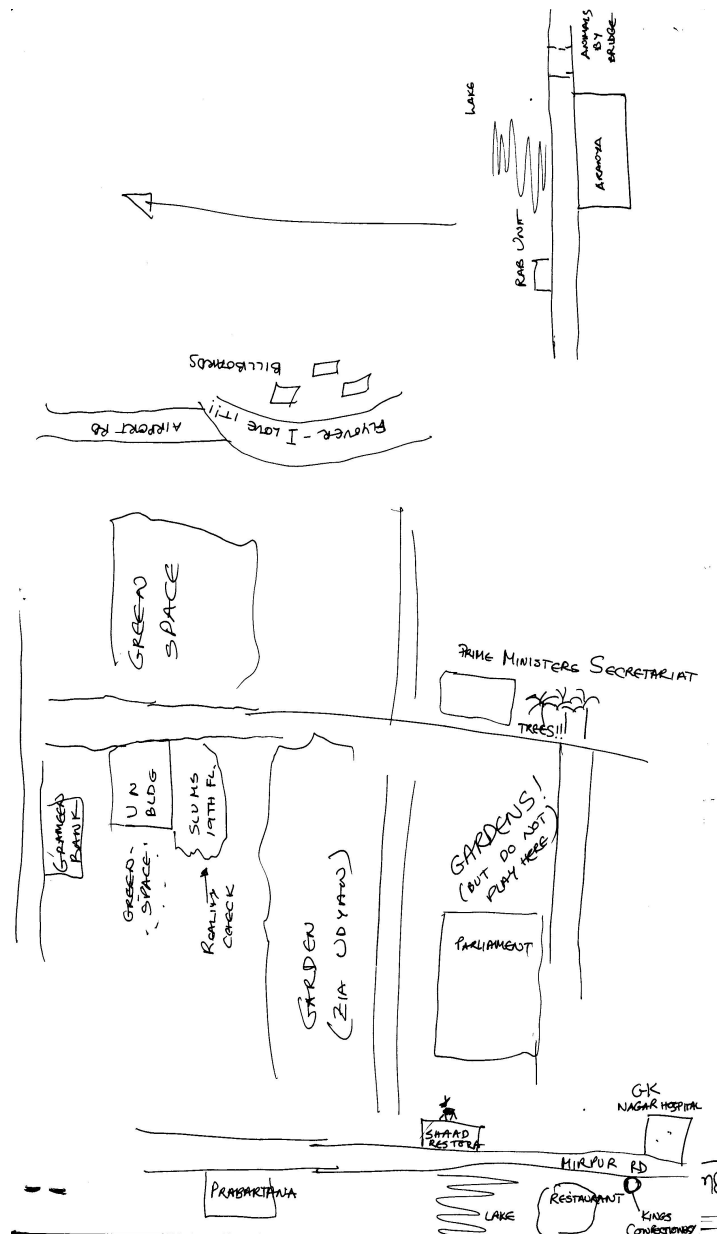 ANIMALS
BY
BRIDGE
LAKE
ARANYA
RAB UNIT
BILLBOARDS
FLYOVER - I LOVE IT!!
AIRPORT RD
GREEN
SPACE
PRIME MINISTERS SECRETARIAT
TREES!!!
GRAMEEN
BANK
UN
BLDG
SLUMS
19TH FL.
GREEN
SPACE!
REALITY
CHECK
GARDEN
(ZIA UDYAN)
GARDENS!
(BUT DO NOT
PLAY HERE)
PARLIAMENT
GK
NAGAR HOSPITAL
SHAAD
RESTORA
MIRPUR RD
PRABARTANA
LAKE
RESTAURANT
KINGS
CONFECTIONERY